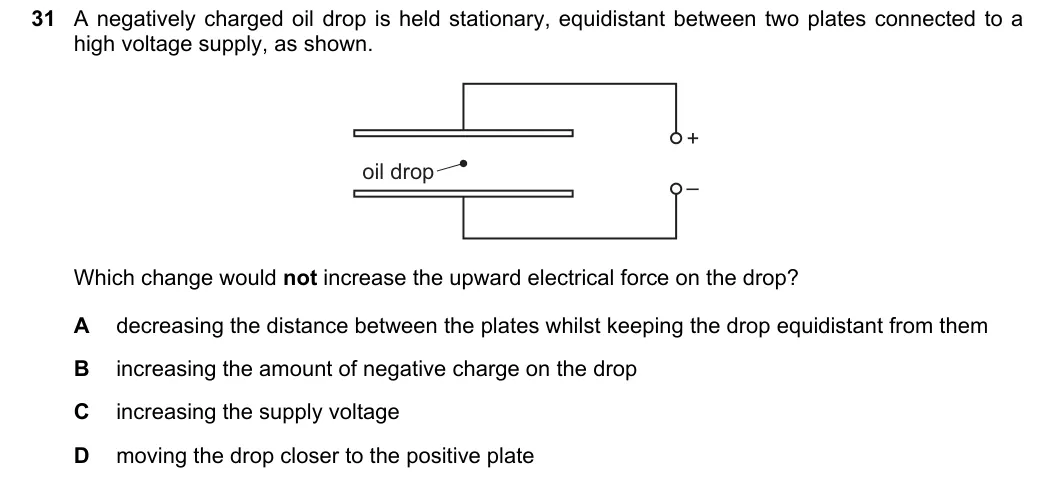 31 A negatively charged oil drop is held stationary, equidistant between two plates connected to a
high voltage supply, as shown.
+
oil drop
–
Which change would not increase the upward electrical force on the drop?
A decreasing the distance between the plates whilst keeping the drop equidistant from them
B increasing the amount of negative charge on the drop
C increasing the supply voltage
D moving the drop closer to the positive plate